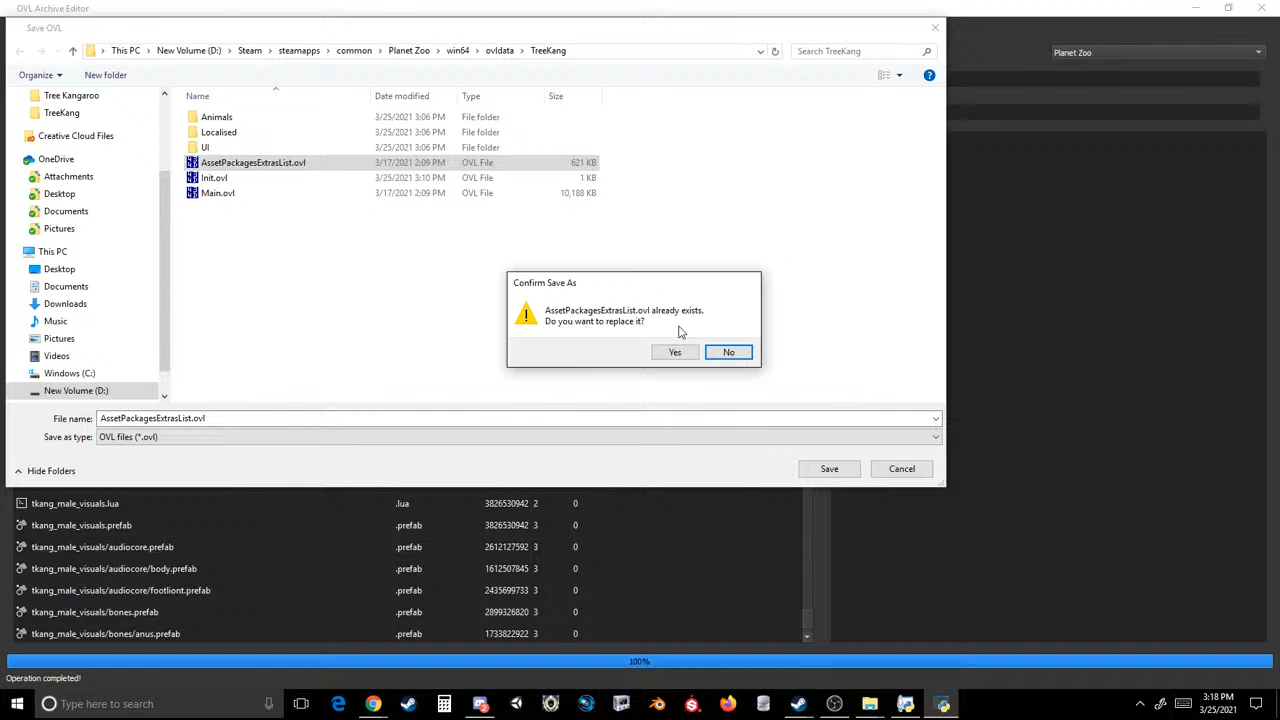 OVL Archive Editor
Save OVL
This PC > New Volume (D:) > Steam > steamapps > common > Planet Zoo > win64 > ovldata > TreeKang
Search TreeKang
Planet Zoo
Organize
New folder
Tree Kangaroo
TreeKang
Creative Cloud Files
OneDrive
Attachments
Desktop
Documents
Pictures
This PC
Desktop
Documents
Downloads
Music
Pictures
Videos
Windows (C:)
New Volume (D:)
Name Date modified Type Size
Animals 3/25/2021 3:06 PM File folder
Localised 3/25/2021 3:06 PM File folder
UI 3/25/2021 3:06 PM File folder
AssetPackagesExtrasList.ovl 3/17/2021 2:09 PM OVL File 621 KB
Init.ovl 3/25/2021 3:10 PM OVL File 1 KB
Main.ovl 3/17/2021 2:09 PM OVL File 10,188 KB
Confirm Save As
AssetPackagesExtrasList.ovl already exists.
Do you want to replace it?
Yes No
File name: AssetPackagesExtrasList.ovl
Save as type: OVL files (*.ovl)
Hide Folders
Save Cancel
tkang_male_visuals.lua .lua 3826530942 2 0
tkang_male_visuals.prefab .prefab 3826530942 3 0
tkang_male_visuals/audiocore.prefab .prefab 2612127592 3 0
tkang_male_visuals/audiocore/body.prefab .prefab 1612507845 3 0
tkang_male_visuals/audiocore/footliont.prefab .prefab 2435699733 3 0
tkang_male_visuals/bones.prefab .prefab 2899326820 3 0
tkang_male_visuals/bones/anus.prefab .prefab 1733822922 3 0
100%
Operation completed!
Type here to search
3:18 PM
3/25/2021